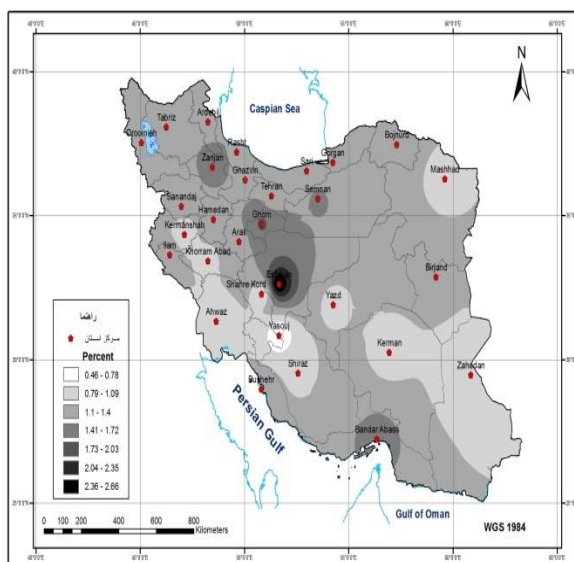 N
Caspian Sea
Ardebil
Tabriz
Oroomieh
Rasht
Zanjan
Ghazvin
Sari
Gorgan
Bojnurd
Mashhad
Tehran
Semnan
Sanandaj
Hamedan
Ghom
Kermanshah
Arak
Ilam
Khorram Abad
Birjand
Shahre Kord
Yazd
Ahwaz
Yasouj
Kerman
Shiraz
Zahedan
Bushehr
Bandar Abass
Persian Gulf
Gulf of Oman
راهنما
مرکز استان
Percent
0.46 - 0.78
0.79 - 1.09
1.1 - 1.4
1.41 - 1.72
1.73 - 2.03
2.04 - 2.35
2.36 - 2.66
0 100 200 400 600 800
Kilometers
WGS 1984